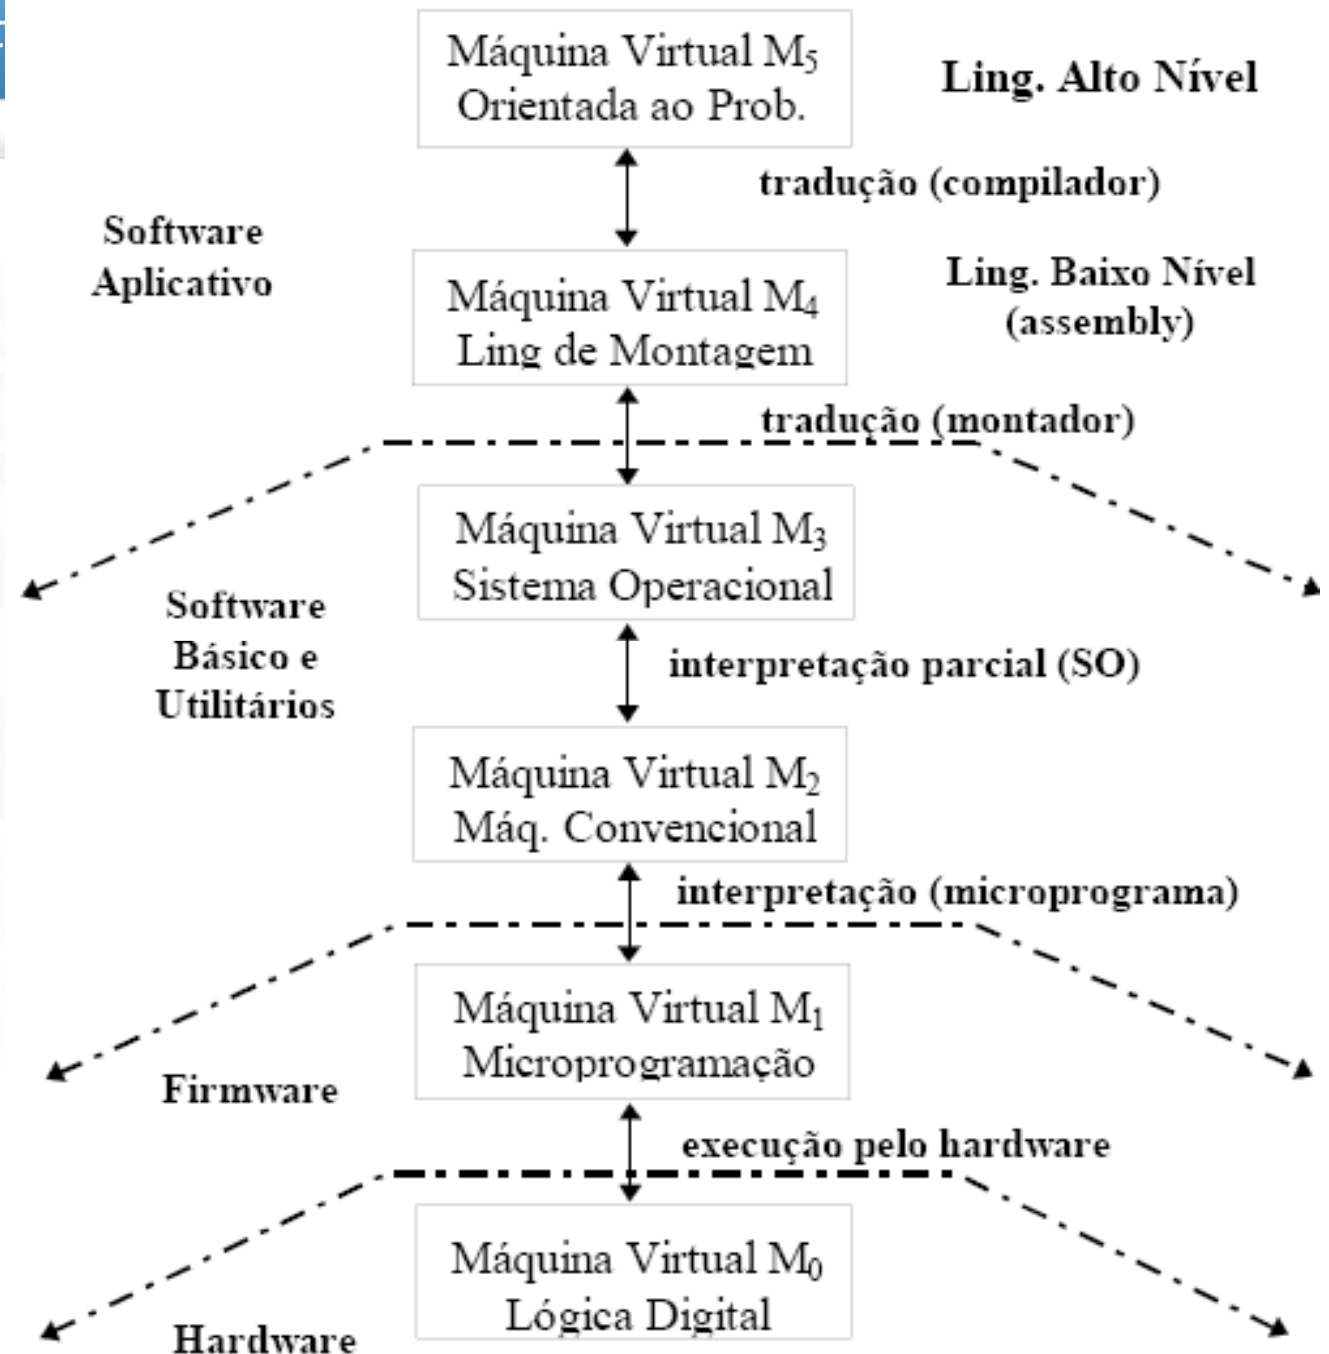 Máquina Virtual M5
Orientada ao Prob.
Ling. Alto Nível
tradução (compilador)
Software
Aplicativo
Máquina Virtual M4
Ling de Montagem
Ling. Baixo Nível
(assembly)
tradução (montador)
Máquina Virtual M3
Sistema Operacional
Software
Básico e
Utilitários
interpretação parcial (SO)
Máquina Virtual M2
Máq. Convencional
interpretação (microprograma)
Máquina Virtual M1
Microprogramação
Firmware
execução pelo hardware
Máquina Virtual M0
Lógica Digital
Hardware